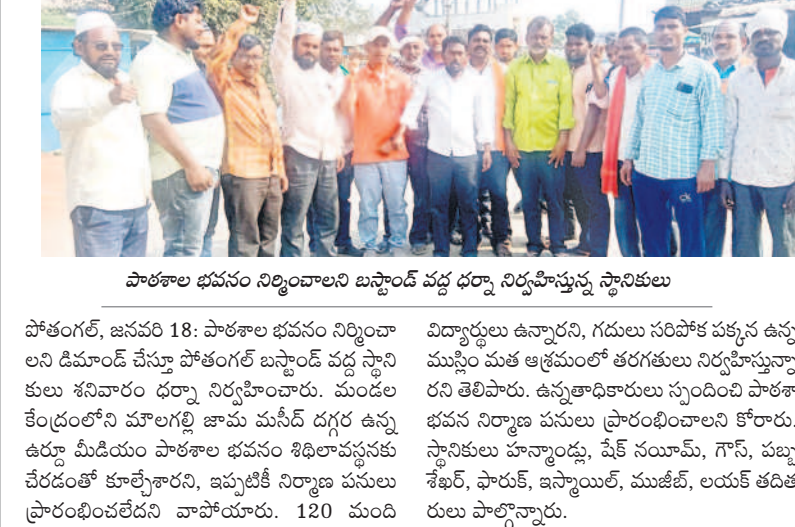 పాఠశాల భవనం నిర్మించాలని బస్టాండ్ వద్ద ధర్నా నిర్వహిస్తున్న స్థానికులు
పోతంగల్, జనవరి 18: పాఠశాల భవనం నిర్మించా
లని డిమాండ్ చేస్తూ పోతంగల్ బస్టాండ్ వద్ద స్థాని
కులు శనివారం ధర్నా నిర్వహించారు. మండల
కేంద్రంలోని మౌలగల్లి జామ మసీద్ దగ్గర ఉన్న
ఉర్దూ మీడియం పాఠశాల భవనం శిథిలావస్థకు
చేరడంతో కూల్చేశారని, ఇప్పటికీ నిర్మాణ పనులు
ప్రారంభించలేదని వాపోయారు. 120 మంది
విద్యార్థులు ఉన్నారని, గదులు సరిపోక పక్కన ఉన్న
ముస్లిం మత ఆశ్రమంలో తరగతులు నిర్వహిస్తున్నా
రని తెలిపారు. ఉన్నతాధికారులు స్పందించి పాఠశా
భవన నిర్మాణ పనులు ప్రారంభించాలని కోరారు.
స్థానికులు హన్మాండ్లు, షేక్ నయీమ్, గౌస్, పబ్బ
శేఖర్, ఫారుక్, ఇస్మాయిల్, ముజీబ్, లయక్ తదిత
రులు పాల్గొన్నారు.